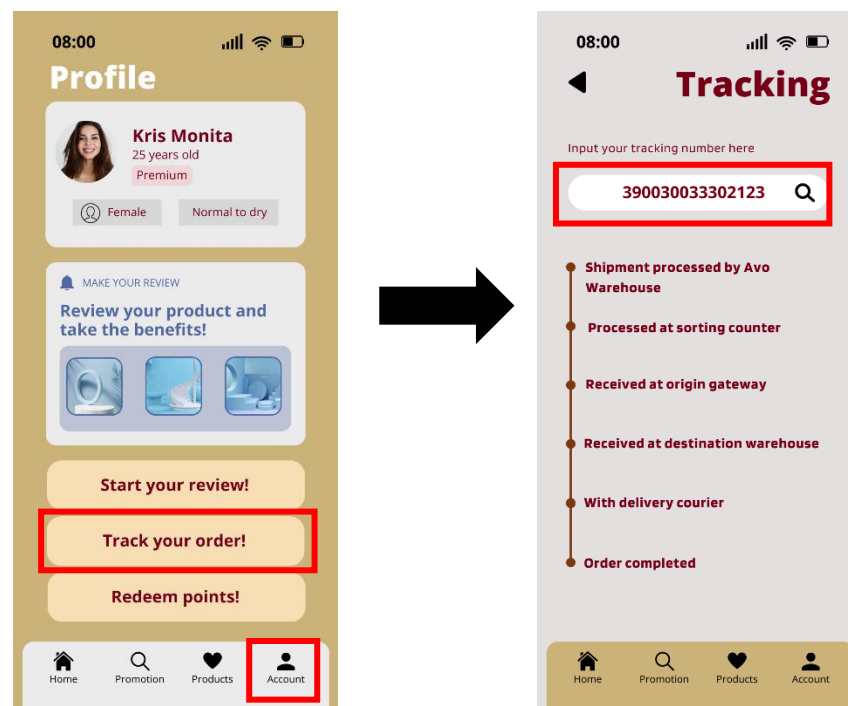 08:00
Profile
Kris Monita
25 years old
Premium
Female
Normal to dry
MAKE YOUR REVIEW
Review your product and
take the benefits!
Start your review!
Track your order!
Redeem points!
Home
Promotion
Products
Account
08:00
Tracking
Input your tracking number here
390030033302123
Shipment processed by Avo
Warehouse
Processed at sorting counter
Received at origin gateway
Received at destination warehouse
With delivery courier
Order completed
Home
Promotion
Products
Account